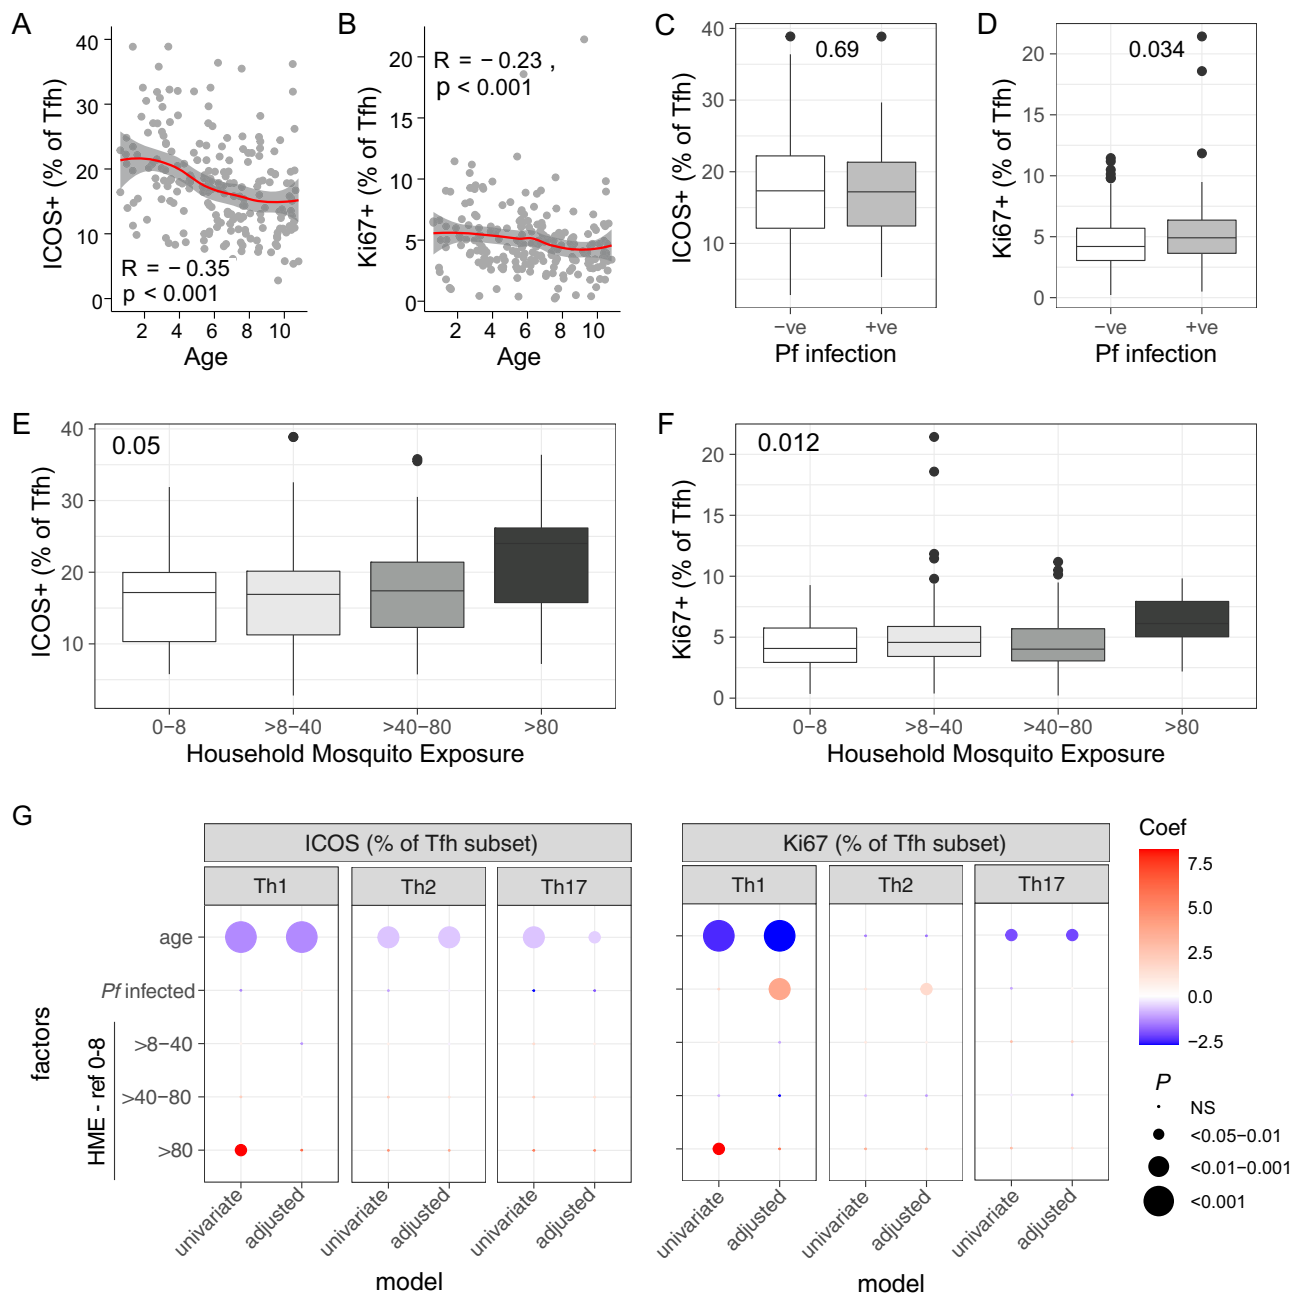 A
ICOS+ (% of Tfh)
40
30
20
10
0
R = −0.35
p < 0.001
2 4 6 8 10
Age
B
Ki67+ (% of Tfh)
20
15
10
5
0
R = −0.23 ,
p < 0.001
2 4 6 8 10
Age
C
ICOS+ (% of Tfh)
40
30
20
10
0.69
−ve +ve
Pf infection
D
Ki67+ (% of Tfh)
20
15
10
5
0
0.034
−ve +ve
Pf infection
E
ICOS+ (% of Tfh)
40
30
20
10
0.05
0−8 >8−40 >40−80 >80
Household Mosquito Exposure
F
Ki67+ (% of Tfh)
20
15
10
5
0
0.012
0−8 >8−40 >40−80 >80
Household Mosquito Exposure
G
ICOS (% of Tfh subset)
Th1 Th2 Th17
Ki67 (% of Tfh subset)
Th1 Th2 Th17
factors
HME - ref 0-8
age
Pf infected
>8−40
>40−80
>80
univariate adjusted univariate adjusted univariate adjusted
model
univariate adjusted univariate adjusted univariate adjusted
model
Coef
7.5
5.0
2.5
0.0
−2.5
P
NS
<0.05−0.01
<0.01−0.001
<0.001